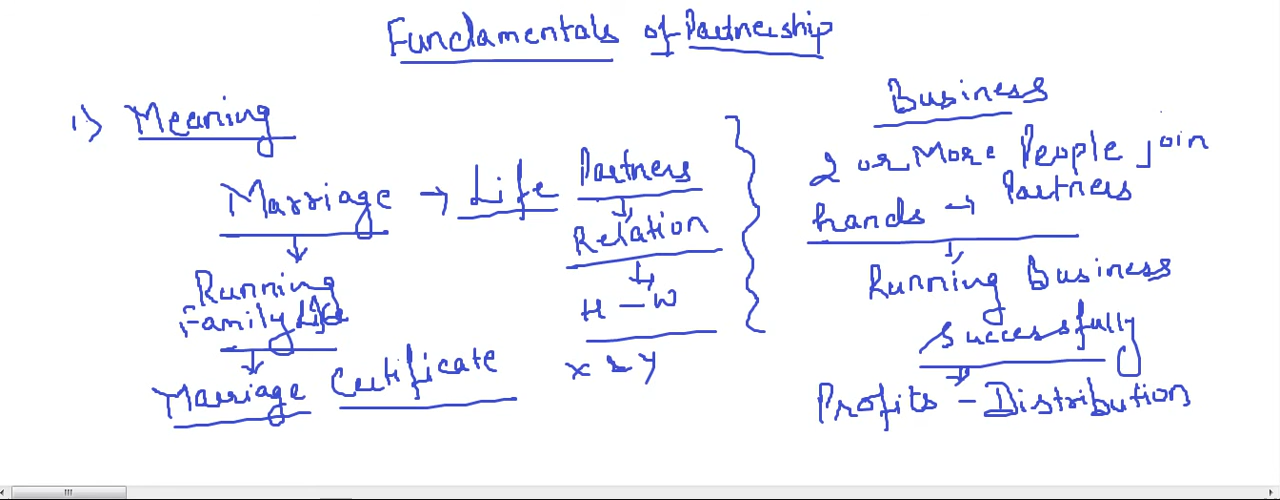 Fundamentals of Partnership
1) Meaning
Marriage → Life Partners
↓
Relation
↓
H - W
X & Y
↓
Running
Family Life
↓
Marriage Certificate
Business
2 or More People join
hands → Partners
↓
Running Business
Successfully
↓
Profits - Distribution